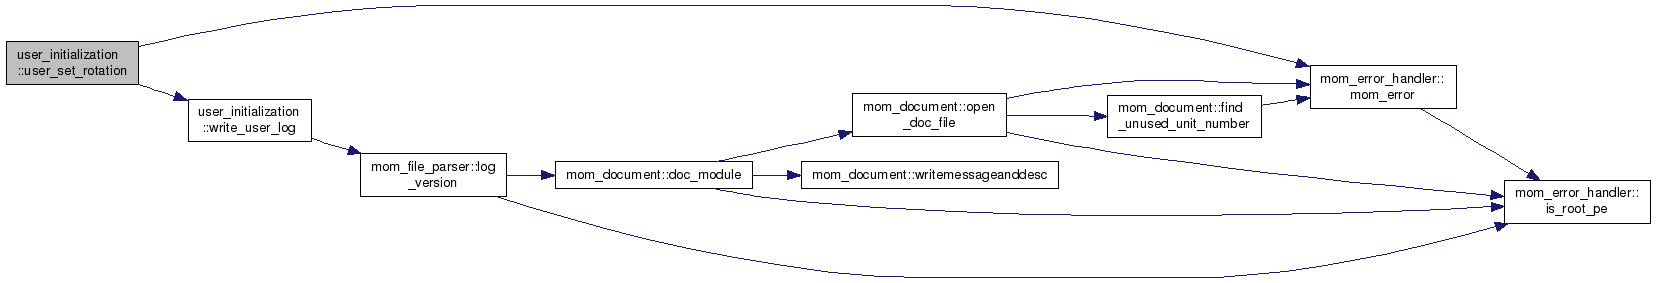 user_initialization
::user_set_rotation
user_initialization
::write_user_log
mom_file_parser::log
_version
mom_document::doc_module
mom_document::open
_doc_file
mom_document::writemessageanddesc
mom_document::find
_unused_unit_number
mom_error_handler::
mom_error
mom_error_handler::
is_root_pe